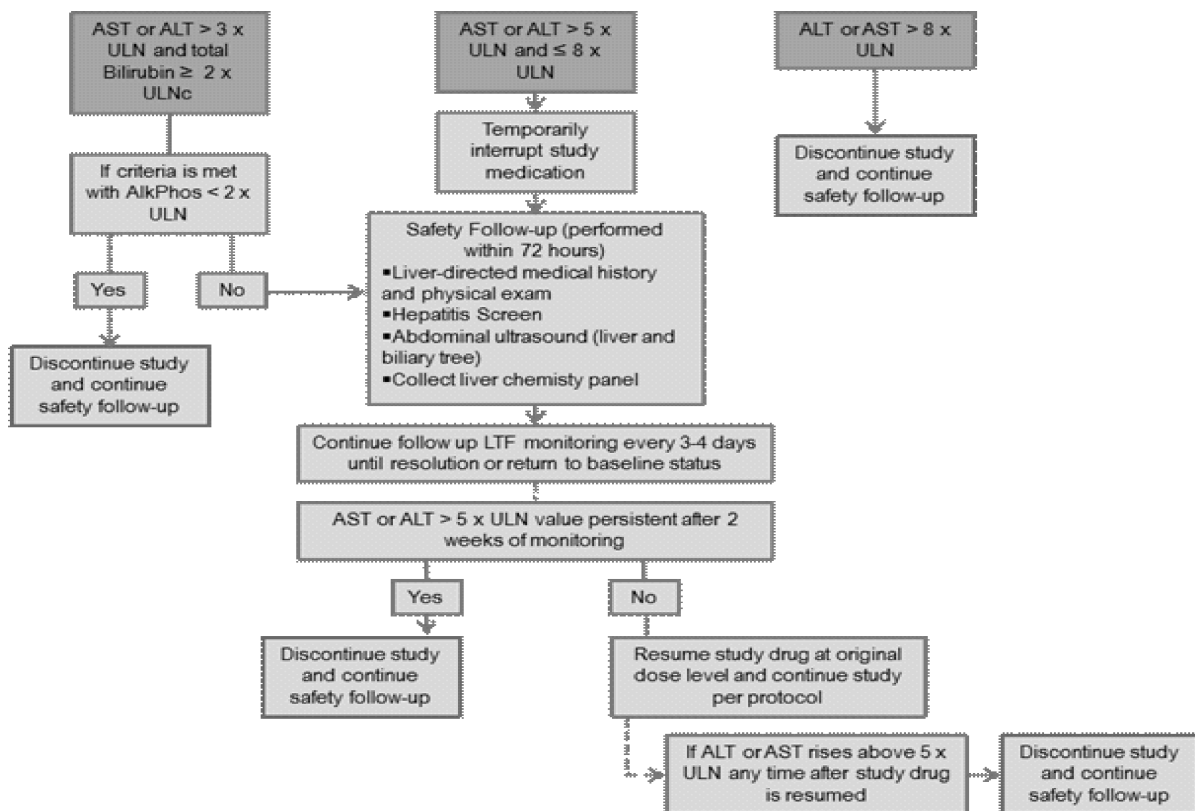 AST or ALT > 3 x
ULN and total
Bilirubin ≥ 2 x
ULNc
If criteria is met
with AlkPhos < 2 x
ULN
Yes
No
Discontinue study
and continue
safety follow-up
AST or ALT > 5 x
ULN and ≤ 8 x
ULN
Temporarily
interrupt study
medication
Safety Follow-up (performed
within 72 hours)
▪Liver-directed medical history
and physical exam
▪Hepatitis Screen
▪Abdominal ultrasound (liver and
biliary tree)
▪Collect liver chemisty panel
ALT or AST > 8 x
ULN
Discontinue study
and continue
safety follow-up
Continue follow up LTF monitoring every 3-4 days
until resolution or return to baseline status
AST or ALT > 5 x ULN value persistent after 2
weeks of monitoring
Yes
No
Discontinue study
and continue
safety follow-up
Resume study drug at original
dose level and continue study
per protocol
If ALT or AST rises above 5 x
ULN any time after study drug
is resumed
Discontinue study
and continue
safety follow-up